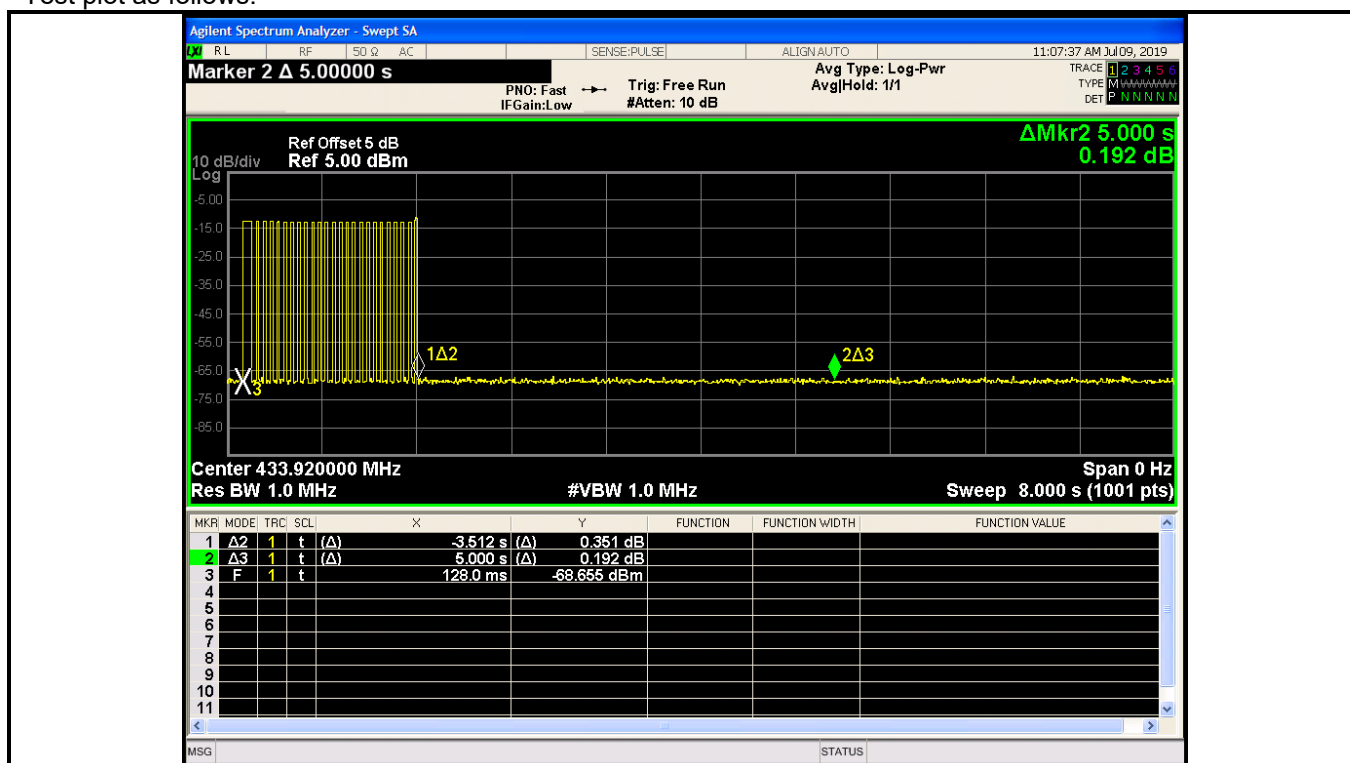 Test plot as follows:
Agilent Spectrum Analyzer - Swept SA
LXI RL RF 50 Ω AC SENSE:PULSE ALIGN AUTO 11:07:37 AM Jul 09, 2019
Marker 2 Δ 5.00000 s
PNO: Fast Trig: Free Run Avg Type: Log-Pwr TRACE 1 2 3 4 5 6
IFGain:Low #Atten: 10 dB Avg|Hold: 1/1 TYPE M
DET P N N N N N
ΔMkr2 5.000 s
0.192 dB
Ref Offset 5 dB
10 dB/div Ref 5.00 dBm
Log
-5.00
-15.0
-25.0
-35.0
-45.0
-55.0
-65.0
-75.0
-85.0
1Δ2
2Δ3
3
Center 433.920000 MHz Span 0 Hz
Res BW 1.0 MHz #VBW 1.0 MHz Sweep 8.000 s (1001 pts)
MKR MODE TRC SCL X Y FUNCTION FUNCTION WIDTH FUNCTION VALUE
1 Δ2 1 t (Δ) -3.512 s (Δ) 0.351 dB
2 Δ3 1 t (Δ) 5.000 s (Δ) 0.192 dB
3 F 1 t 128.0 ms -68.655 dBm
4
5
6
7
8
9
10
11
MSG STATUS